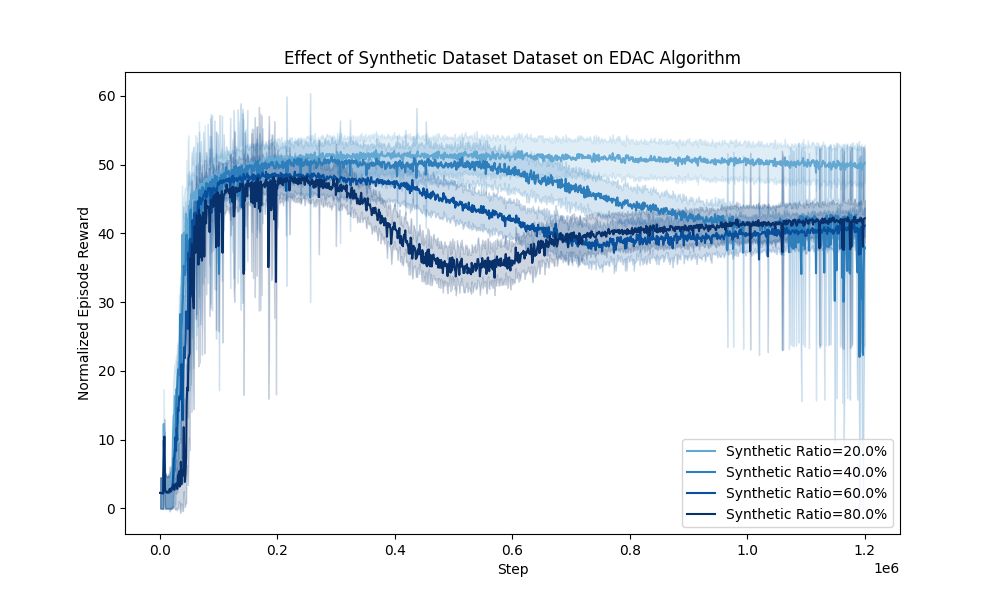 Effect of Synthetic Dataset Dataset on EDAC Algorithm
60
50
40
30
20
10
0
Normalized Episode Reward
Synthetic Ratio=20.0%
Synthetic Ratio=40.0%
Synthetic Ratio=60.0%
Synthetic Ratio=80.0%
0.0 0.2 0.4 0.6 0.8 1.0 1.2
Step
1e6